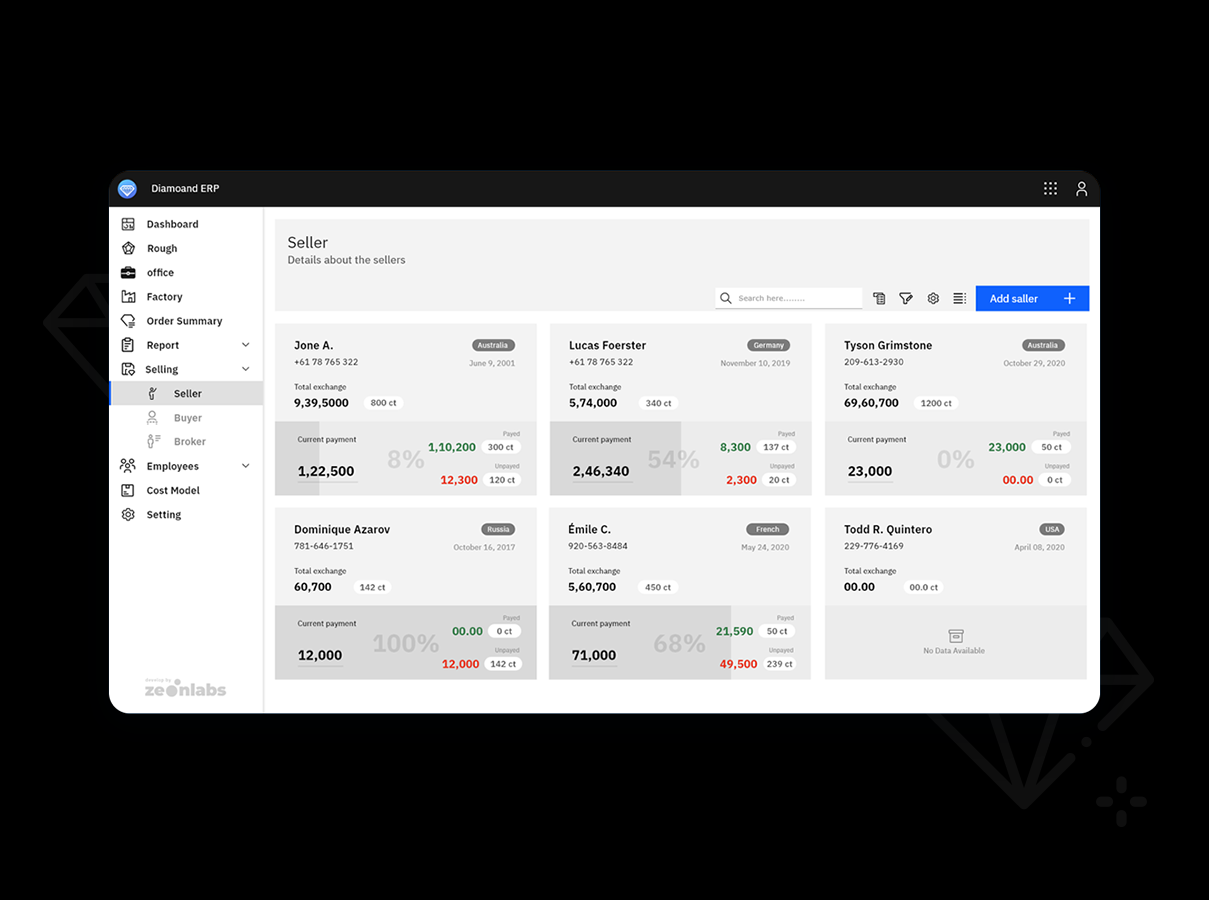 Diamoand ERP
Dashboard
Rough
office
Factory
Order Summary
Report
Selling
Seller
Buyer
Broker
Employees
Cost Model
Setting
zeonlabs
Seller
Details about the sellers
Search here.........
Add saller
Jone A.
Australia
+61 78 765 322
June 9, 2001
Total exchange
9,39,5000
800 ct
Current payment
1,22,500
8%
Payed
1,10,200
300 ct
Unpayed
12,300
120 ct
Lucas Foerster
Germany
+61 78 765 322
November 10, 2019
Total exchange
5,74,000
340 ct
Current payment
2,46,340
54%
Payed
8,300
137 ct
Unpayed
2,300
20 ct
Tyson Grimstone
Australia
209-613-2930
October 29, 2020
Total exchange
69,60,700
1200 ct
Current payment
23,000
0%
Payed
23,000
50 ct
Unpayed
00.00
0 ct
Dominique Azarov
Russia
781-646-1751
October 16, 2017
Total exchange
60,700
142 ct
Current payment
12,000
100%
Payed
00.00
0 ct
Unpayed
12,000
142 ct
Émile C.
French
920-563-8484
May 24, 2020
Total exchange
5,60,700
450 ct
Current payment
71,000
68%
Payed
21,590
50 ct
Unpayed
49,500
239 ct
Todd R. Quintero
USA
229-776-4169
April 08, 2020
Total exchange
00.00
00.0 ct
No Data Available